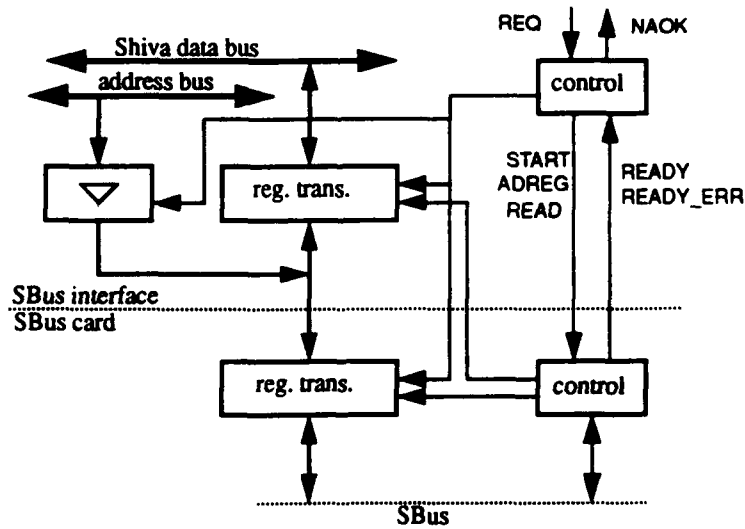 REQ
NAOK
Shiva data bus
address bus
control
START
ADREG
READ
READY
READY_ERR
reg. trans.
SBus interface
SBus card
reg. trans.
control
SBus